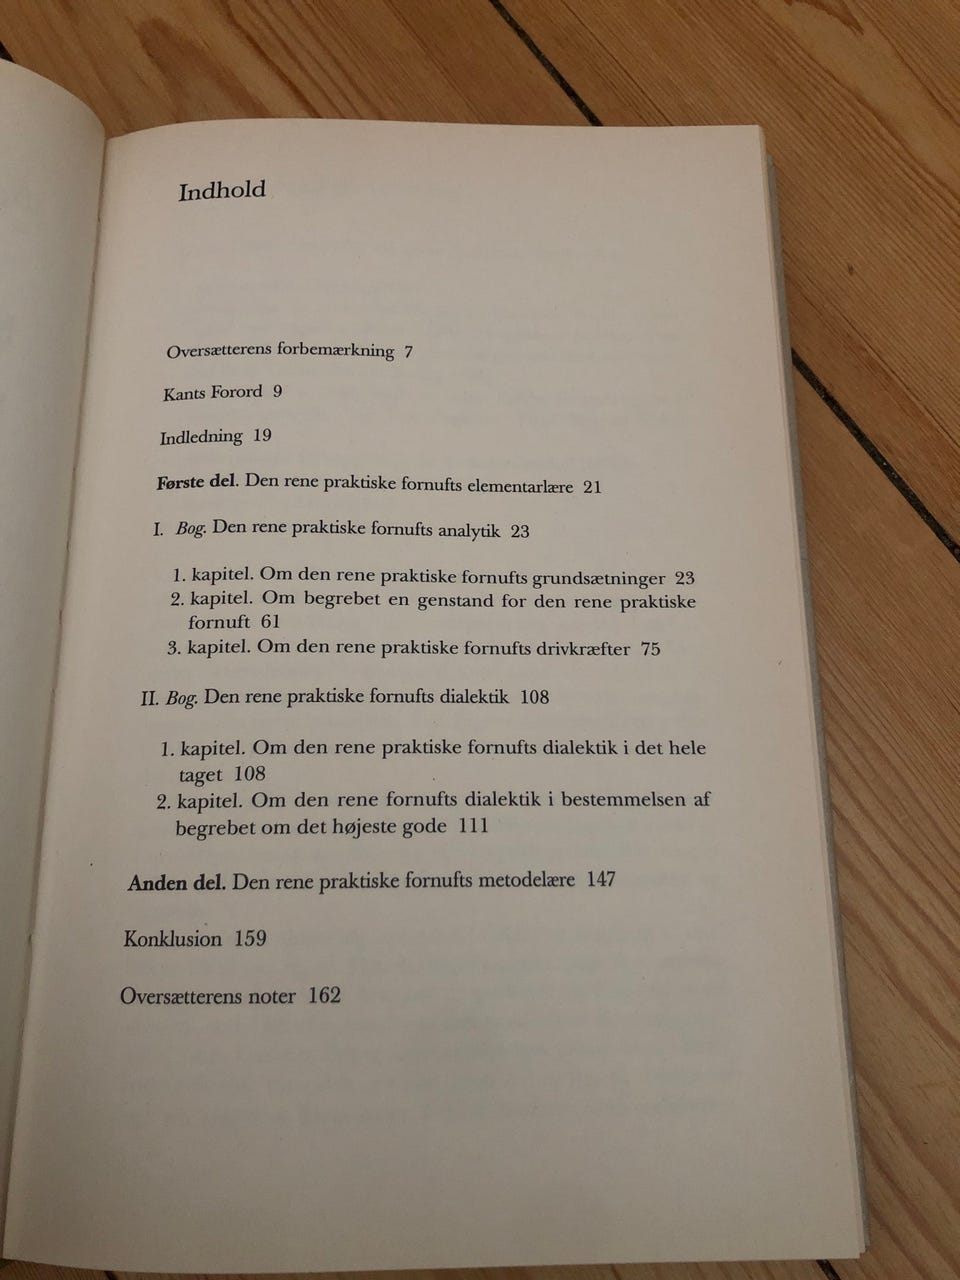 Indhold
Oversætterens forbemærkning 7
Kants Forord 9
Indledning 19
Første del. Den rene praktiske fornufts elementarlære 21
I. Bog. Den rene praktiske fornufts analytik 23
1. kapitel. Om den rene praktiske fornufts grundsætninger 23
2. kapitel. Om begrebet en genstand for den rene praktiske
fornuft 61
3. kapitel. Om den rene praktiske fornufts drivkræfter 75
II. Bog. Den rene praktiske fornufts dialektik 108
1. kapitel. Om den rene praktiske fornufts dialektik i det hele
taget 108
2. kapitel. Om den rene fornufts dialektik i bestemmelsen af
begrebet om det højeste gode 111
Anden del. Den rene praktiske fornufts metodelære 147
Konklusion 159
Oversætterens noter 162